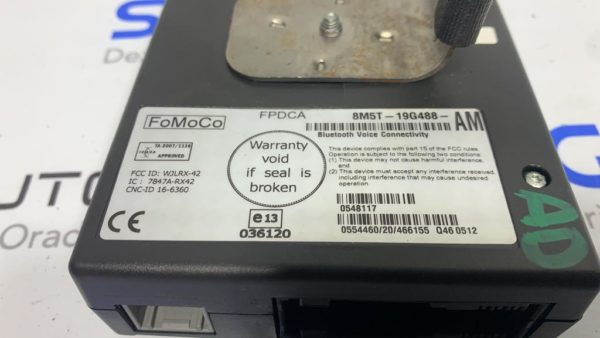 FoMoCo
FPDCA
8M5T-19G488-AM
Bluetooth Voice Connectivity
TA-2007/1126
APPROVED
FCC ID: WJLRX-42
IC : 7847A-RX42
CNC-ID 16-6360
Warranty
void
if seal is
broken
This device complies with part 15 of the FCC rules.
Operation is subject to the following two conditions:
(1) This device may not cause harmful interference,
and
(2) This device must accept any interference received
including interference that may cause undesired
operation
CE
e13
036120
0548117
0554460/20/466155 Q46 0512
AD
AUTO
Orac